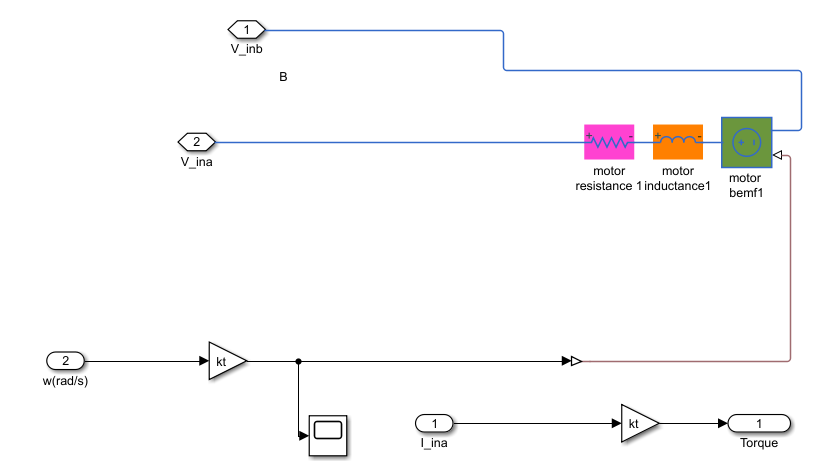 1
V_inb
B
2
V_ina
+ -
+ -
+ -
motor
resistance 1
motor
inductance1
motor
bemf1
2
w(rad/s)
kt
1
I_ina
kt
1
Torque